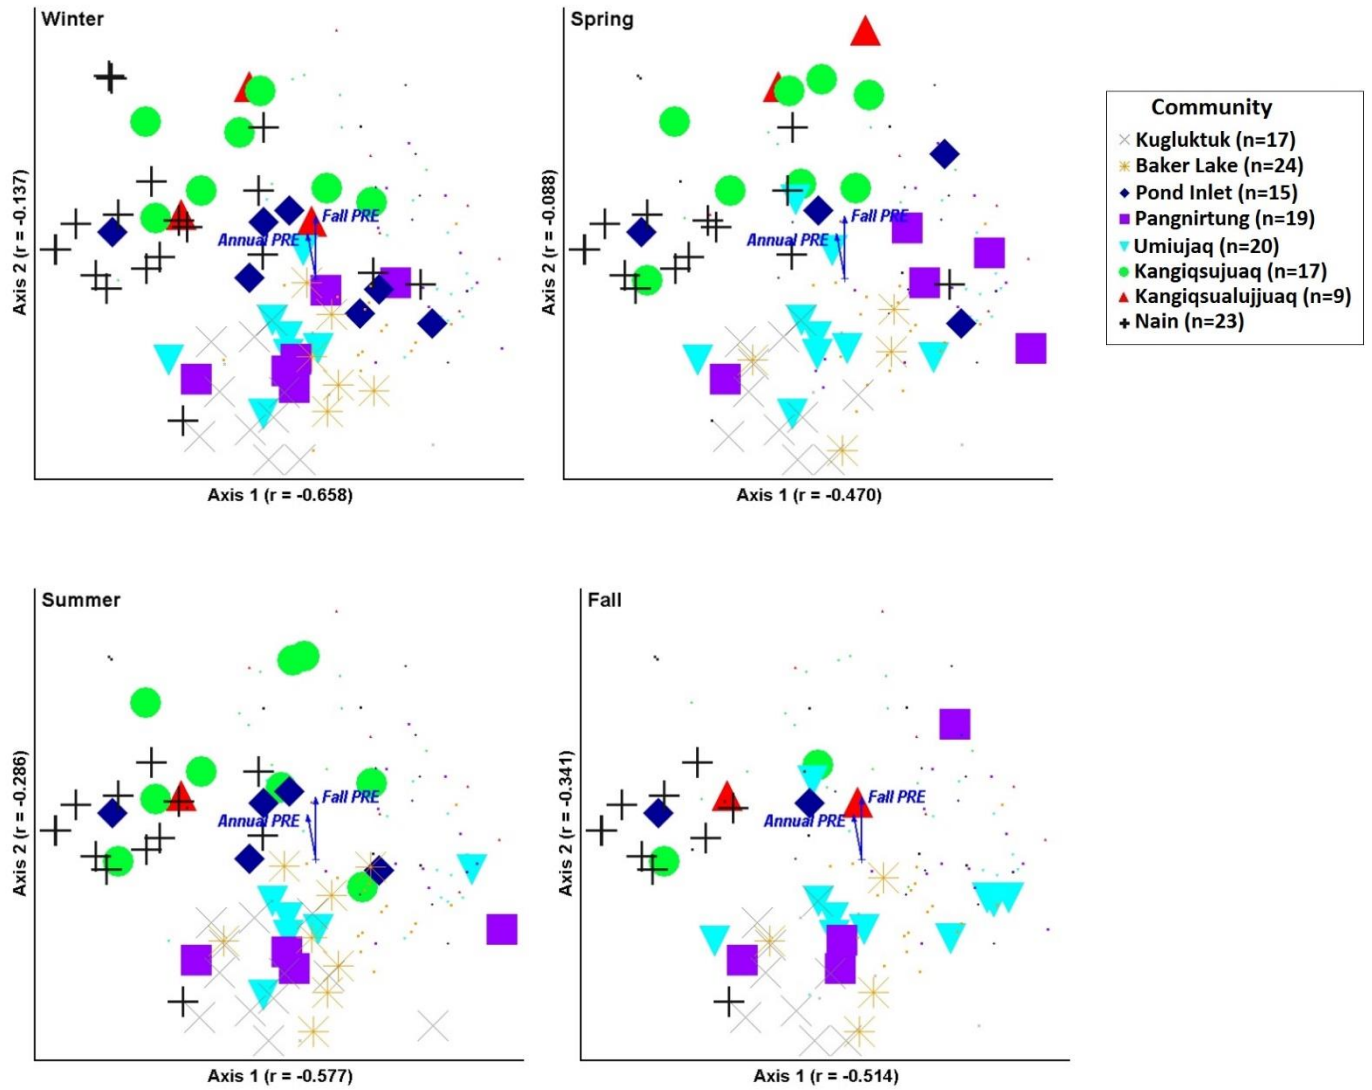 Winter
Axis 2 (r = -0.137)
Fall PRE
Annual PRE
Axis 1 (r = -0.658)
Spring
Axis 2 (r = -0.088)
Fall PRE
Annual PRE
Axis 1 (r = -0.470)
Community
Kugluktuk (n=17)
Baker Lake (n=24)
Pond Inlet (n=15)
Pangnirtung (n=19)
Umiujaq (n=20)
Kangiqsujuaq (n=17)
Kangiqsualujjuaq (n=9)
Nain (n=23)
Summer
Axis 2 (r = -0.286)
Fall PRE
Annual PRE
Axis 1 (r = -0.577)
Fall
Axis 2 (r = -0.341)
Fall PRE
Annual PRE
Axis 1 (r = -0.514)